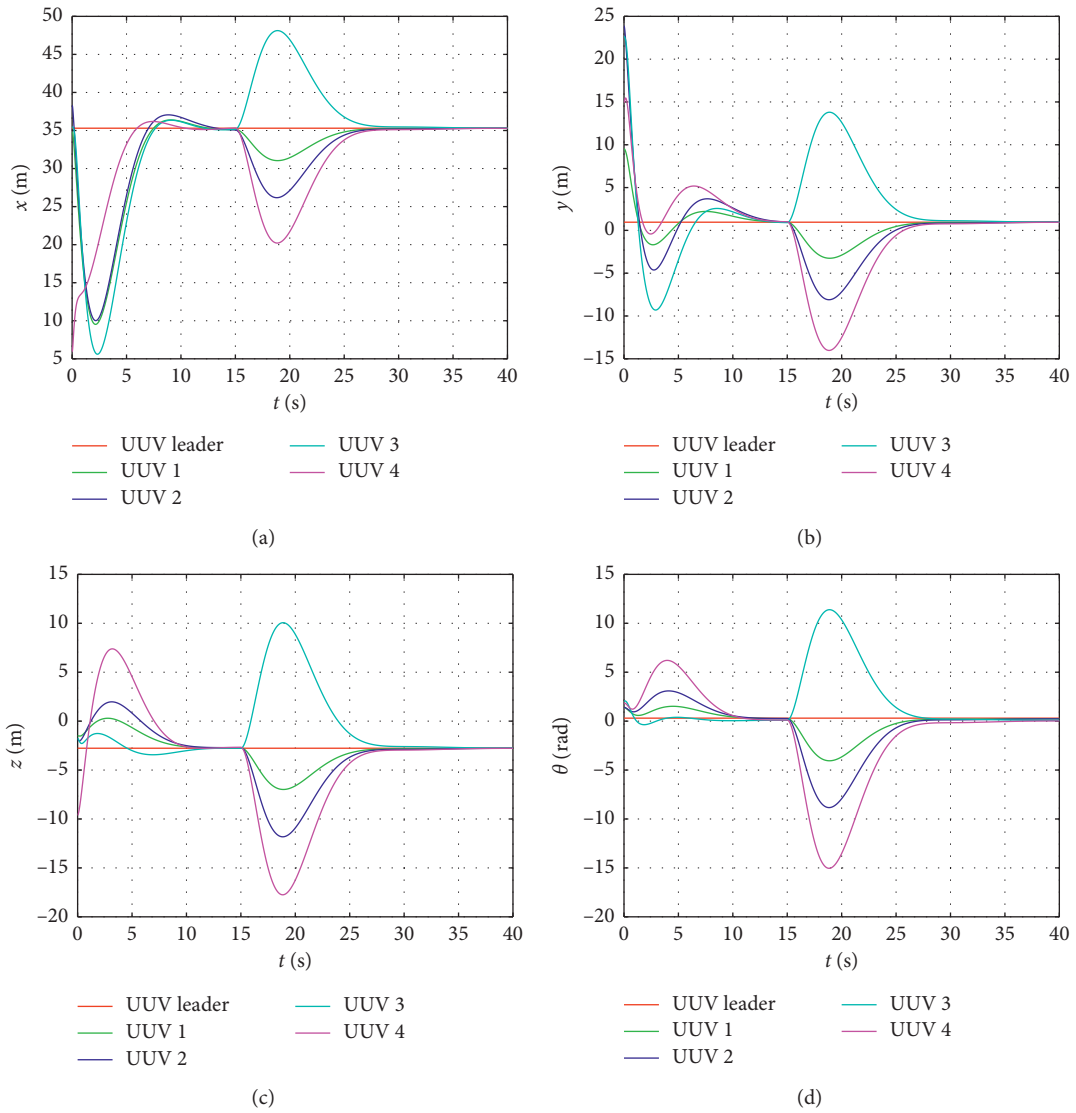 50
45
40
35
30
25
20
15
10
5
x (m)
0 5 10 15 20 25 30 35 40
t (s)
UUV leader UUV 3
UUV 1 UUV 4
UUV 2
(a)
25
20
15
10
5
0
–5
–10
–15
y (m)
0 5 10 15 20 25 30 35 40
t (s)
UUV leader UUV 3
UUV 1 UUV 4
UUV 2
(b)
15
10
5
0
–5
–10
–15
–20
z (m)
0 5 10 15 20 25 30 35 40
t (s)
UUV leader UUV 3
UUV 1 UUV 4
UUV 2
(c)
15
10
5
0
–5
–10
–15
–20
θ (rad)
0 5 10 15 20 25 30 35 40
t (s)
UUV leader UUV 3
UUV 1 UUV 4
UUV 2
(d)